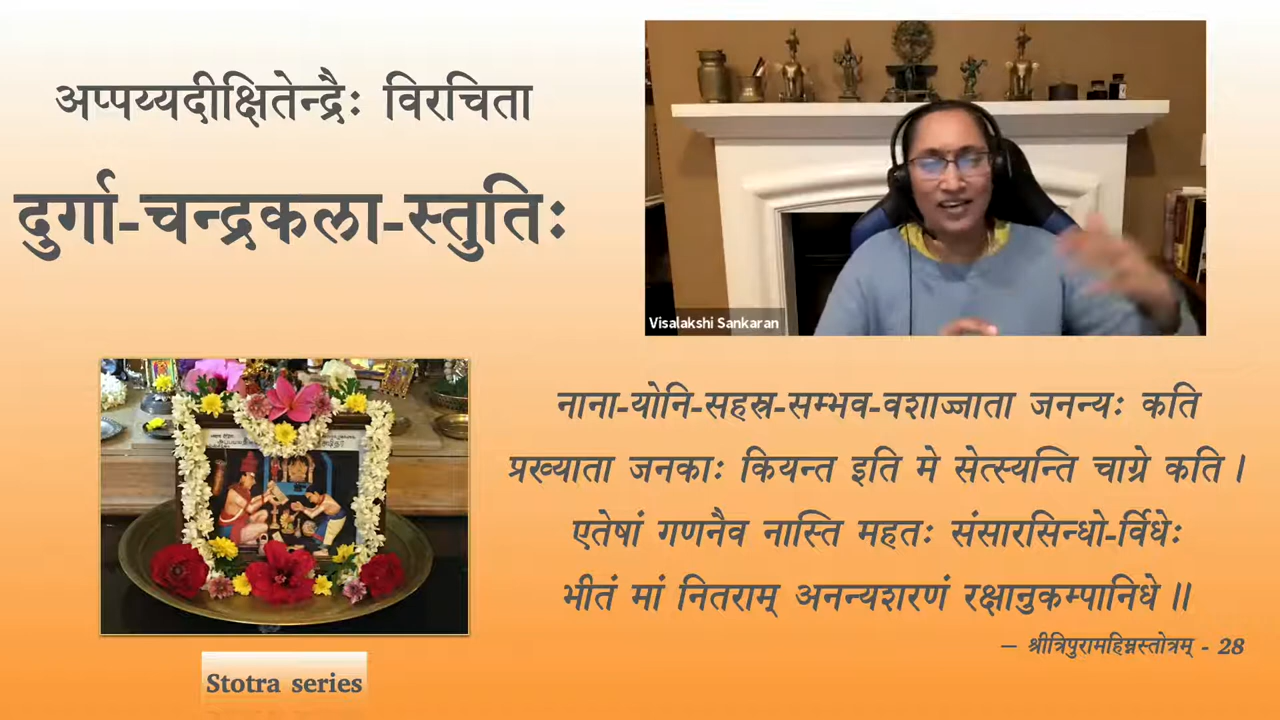 अप्पय्यदीक्षितेन्द्रैः विरचिता
दुर्गा-चन्द्रकला-स्तुतिः
Visalakshi Sankaran
नाना-योनि-सहस्र-सम्भव-वशाज्जाता जनन्यः कति
प्रख्याता जनकाः कियन्त इति मे सेत्स्यन्ति चाग्रे कति ।
एतेषां गणनैव नास्ति महतः संसारसिन्धो-र्विधेः
भीतं मां नितराम् अनन्यशरणं रक्षानुकम्पानिधे ॥
– श्रीत्रिपुरामहिम्नस्तोत्रम् - 28
Stotra series